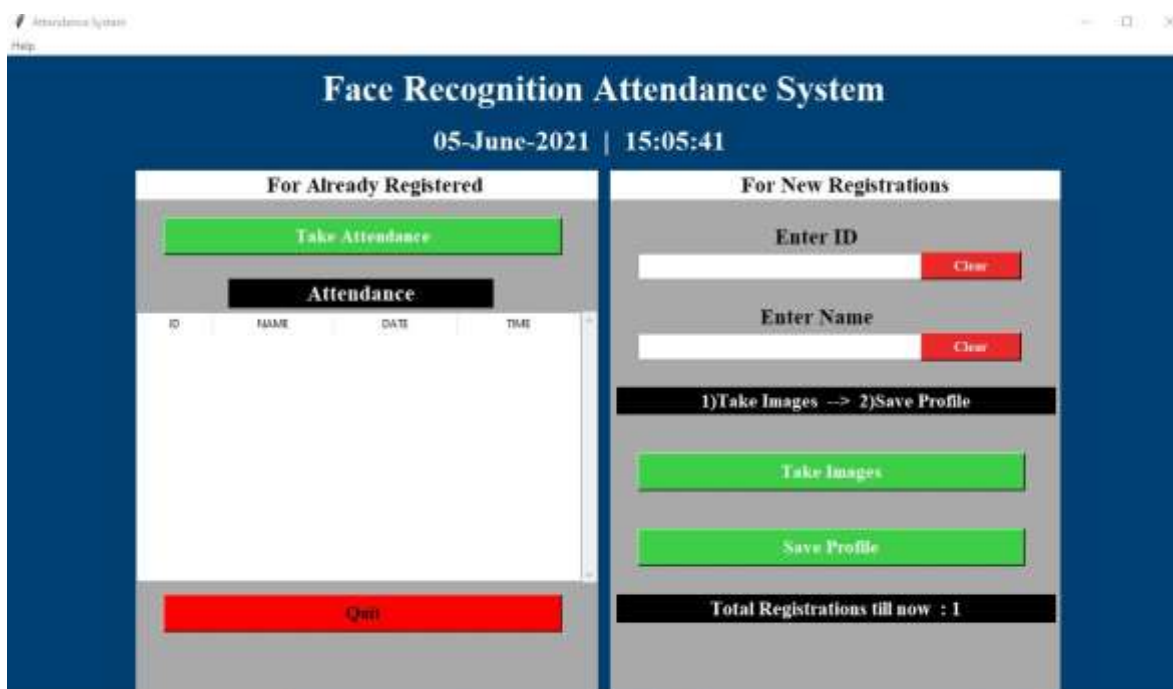 Attendance System
Help
Face Recognition Attendance System
05-June-2021 | 15:05:41
For Already Registered
Take Attendance
Attendance
ID NAME DATE TIME
Quit
For New Registrations
Enter ID
Clear
Enter Name
Clear
1)Take Images --> 2)Save Profile
Take Images
Save Profile
Total Registrations till now : 1